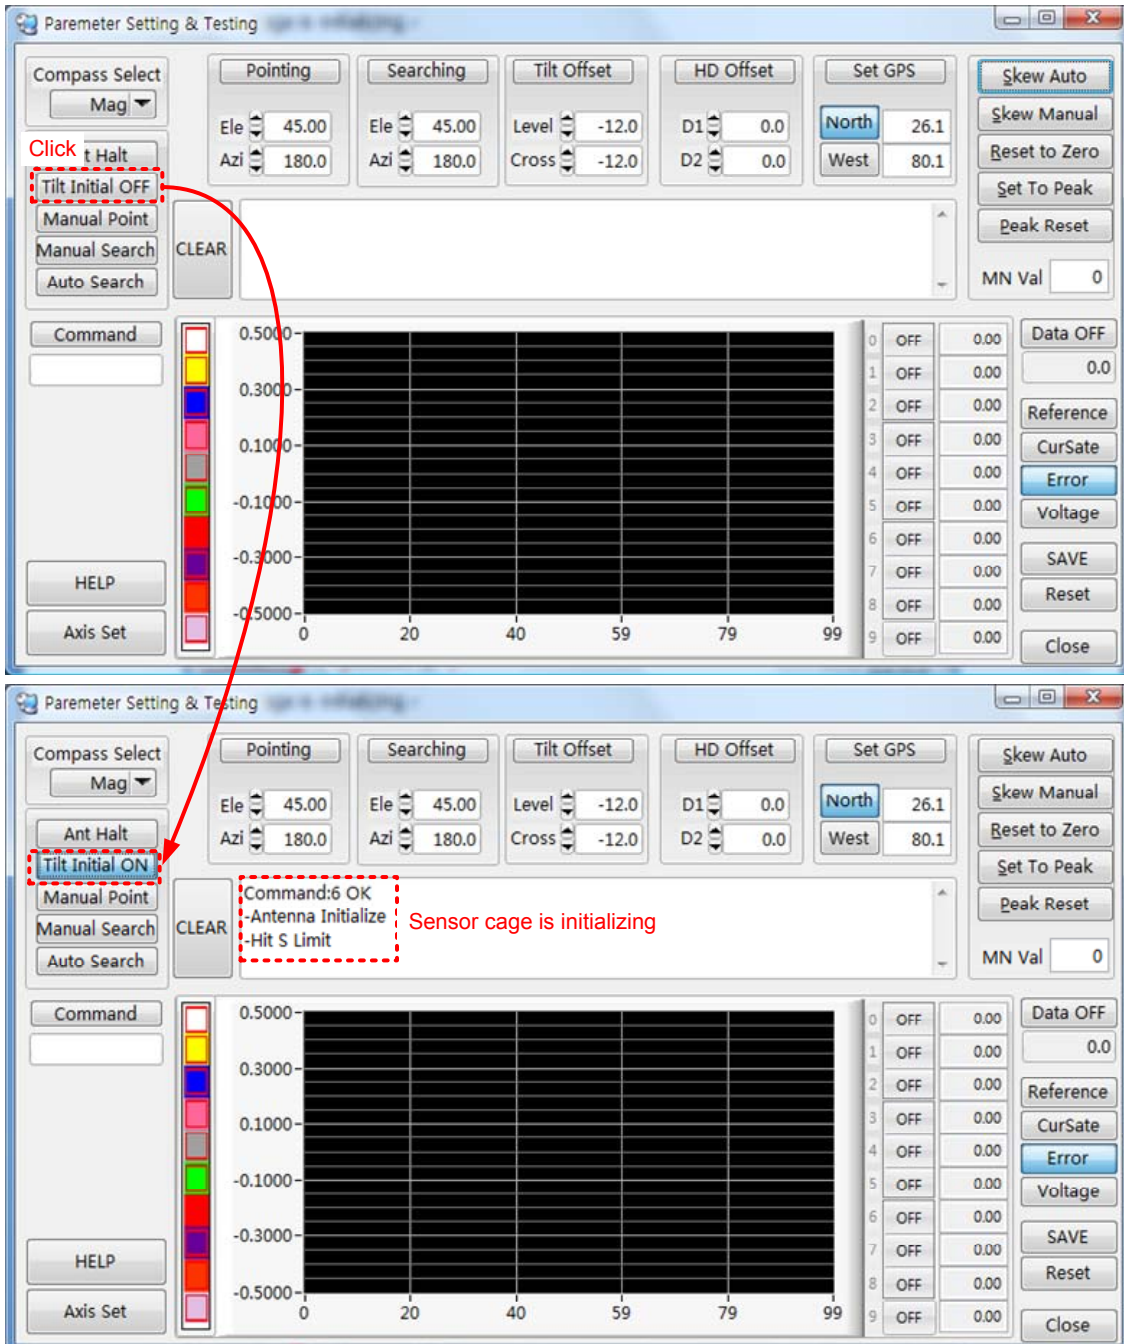 Paremeter Setting & Testing
Compass Select
Mag
Pointing
Ele 45.00
Azi 180.0
Searching
Ele 45.00
Azi 180.0
Tilt Offset
Level -12.0
Cross -12.0
HD Offset
D1 0.0
D2 0.0
Set GPS
North 26.1
West 80.1
Skew Auto
Skew Manual
Reset to Zero
Set To Peak
Peak Reset
MN Val 0
Click
t Halt
Tilt Initial OFF
Manual Point
Manual Search
Auto Search
CLEAR
Command
0.5000
0.3000
0.1000
-0.1000
-0.3000
-0.5000
0 20 40 59 79 99
0 OFF 0.00
1 OFF 0.00
2 OFF 0.00
3 OFF 0.00
4 OFF 0.00
5 OFF 0.00
6 OFF 0.00
7 OFF 0.00
8 OFF 0.00
9 OFF 0.00
Data OFF
0.0
Reference
CurSate
Error
Voltage
SAVE
Reset
Close
HELP
Axis Set
Paremeter Setting & Testing
Compass Select
Mag
Pointing
Ele 45.00
Azi 180.0
Searching
Ele 45.00
Azi 180.0
Tilt Offset
Level -12.0
Cross -12.0
HD Offset
D1 0.0
D2 0.0
Set GPS
North 26.1
West 80.1
Skew Auto
Skew Manual
Reset to Zero
Set To Peak
Peak Reset
MN Val 0
Ant Halt
Tilt Initial ON
Manual Point
Manual Search
Auto Search
CLEAR
Command:6 OK
-Antenna Initialize
-Hit S Limit
Sensor cage is initializing
Command
0.5000
0.3000
0.1000
-0.1000
-0.3000
-0.5000
0 20 40 59 79 99
0 OFF 0.00
1 OFF 0.00
2 OFF 0.00
3 OFF 0.00
4 OFF 0.00
5 OFF 0.00
6 OFF 0.00
7 OFF 0.00
8 OFF 0.00
9 OFF 0.00
Data OFF
0.0
Reference
CurSate
Error
Voltage
SAVE
Reset
Close
HELP
Axis Set